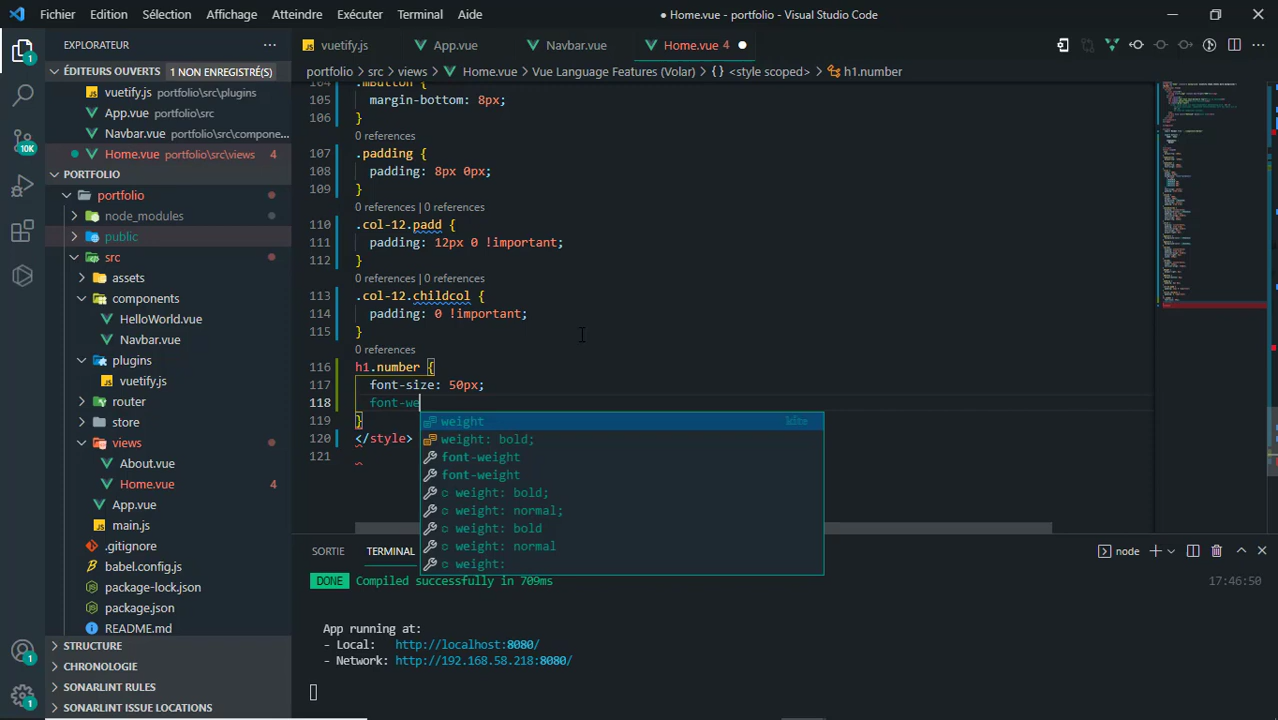 Fichier Edition Sélection Affichage Atteindre Exécuter Terminal Aide ● Home.vue - portfolio - Visual Studio Code
EXPLORATEUR ···
ÉDITEURS OUVERTS 1 NON ENREGISTRÉ(S)
vuetify.js portfolio\src\plugins
App.vue portfolio\src
Navbar.vue portfolio\src\compone...
Home.vue portfolio\src\views 4
PORTFOLIO
portfolio
node_modules
public
src
assets
components
HelloWorld.vue
Navbar.vue
plugins
vuetify.js
router
store
views
About.vue
Home.vue 4
App.vue
main.js
.gitignore
babel.config.js
package-lock.json
package.json
README.md
STRUCTURE
CHRONOLOGIE
SONARLINT RULES
SONARLINT ISSUE LOCATIONS
1
10K
1
1
vuetify.js App.vue Navbar.vue Home.vue 4
portfolio > src > views > Home.vue > Vue Language Features (Volar) > {} <style scoped> > h1.number
104 .mButton {
105 margin-bottom: 8px;
106 }
0 references
107 .padding {
108 padding: 8px 0px;
109 }
0 references | 0 references
110 .col-12.padd {
111 padding: 12px 0 !important;
112 }
0 references | 0 references
113 .col-12.childcol {
114 padding: 0 !important;
115 }
0 references
116 h1.number {
117 font-size: 50px;
118 font-we
119 }
120 </style>
121
weight kite
weight: bold;
font-weight
font-weight
c weight: bold;
c weight: normal;
c weight: bold
c weight: normal
c weight:
SORTIE TERMINAL node
DONE Compiled successfully in 709ms 17:46:50
App running at:
- Local: http://localhost:8080/
- Network: http://192.168.58.218:8080/